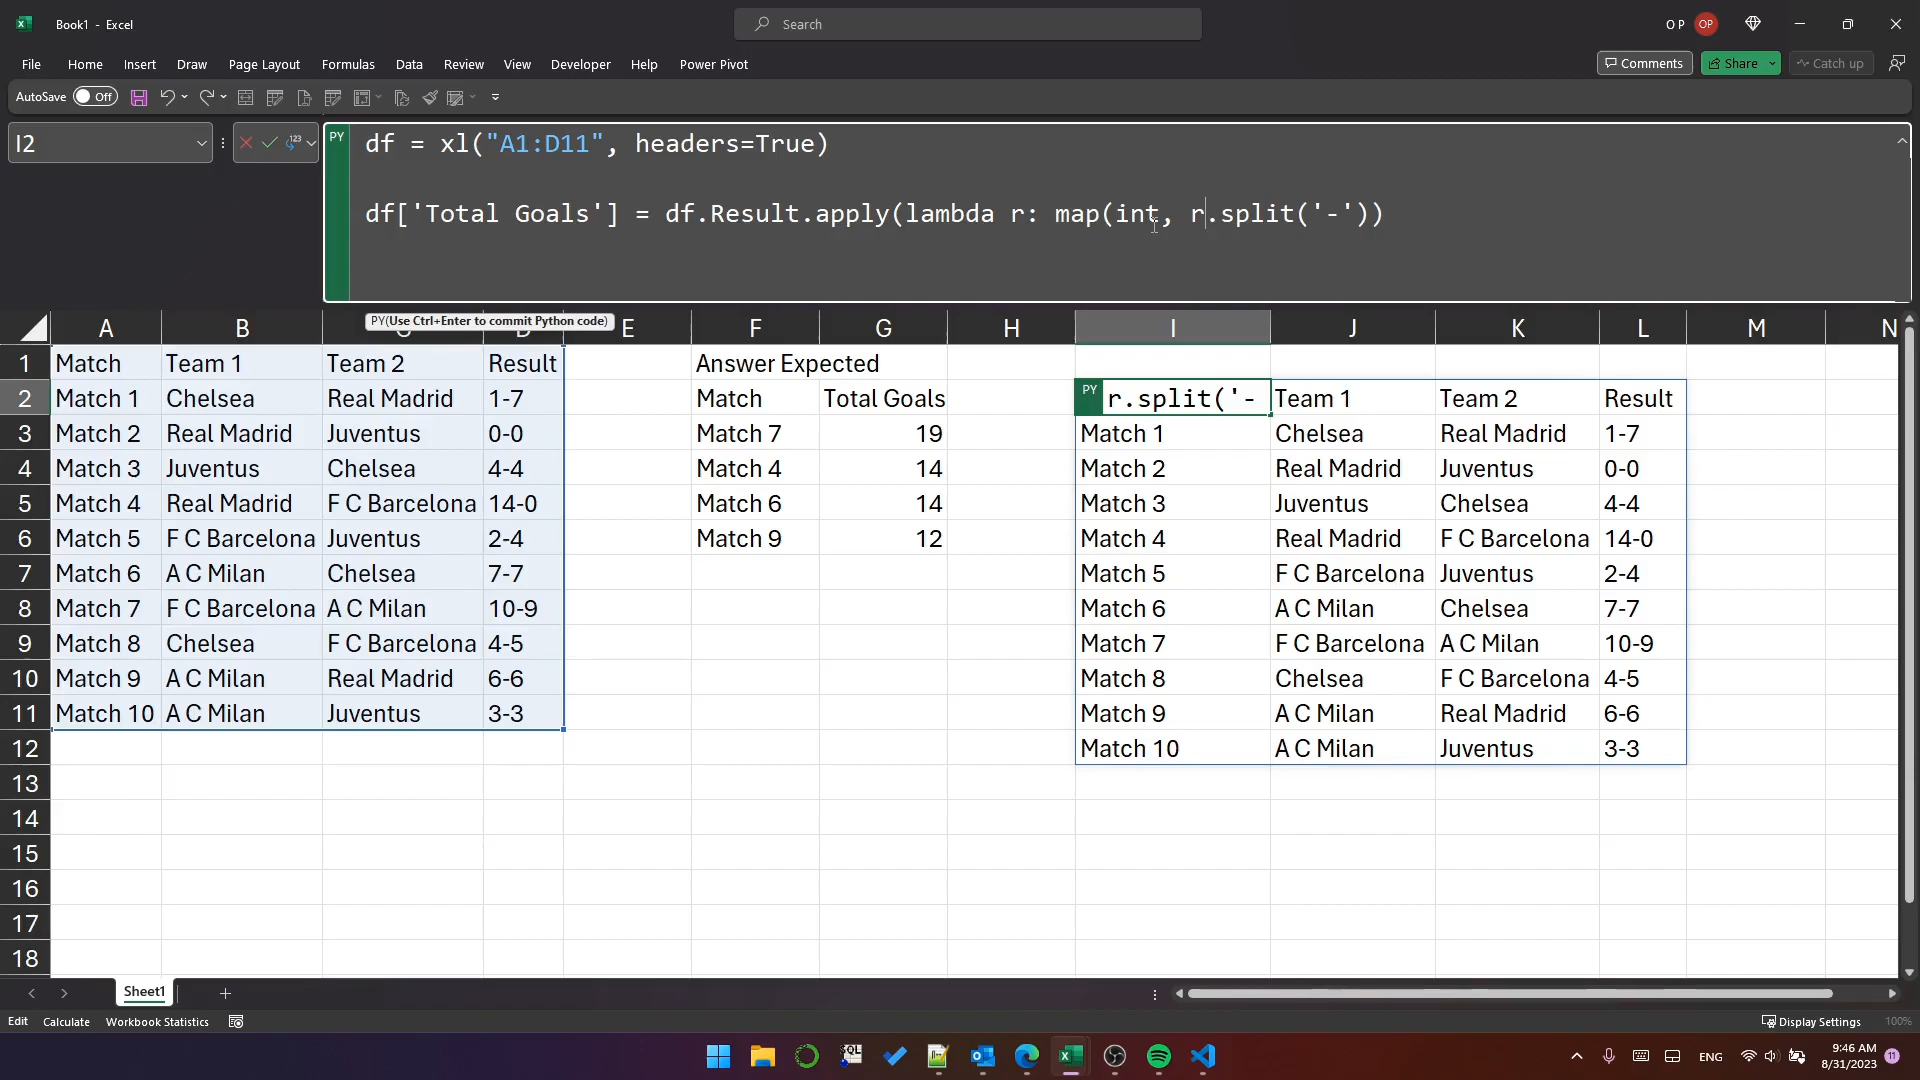 Book1 - Excel
Search
O P
OP
File Home Insert Draw Page Layout Formulas Data Review View Developer Help Power Pivot
Comments Share Catch up
AutoSave Off
I2
PY
df = xl("A1:D11", headers=True)
df['Total Goals'] = df.Result.apply(lambda r: map(int, r.split('-'))
PY(Use Ctrl+Enter to commit Python code)
A B C D E F G H I J K L M N
1 Match Team 1 Team 2 Result Answer Expected
2 Match 1 Chelsea Real Madrid 1-7 Match Total Goals PY r.split('- Team 1 Team 2 Result
3 Match 2 Real Madrid Juventus 0-0 Match 7 19 Match 1 Chelsea Real Madrid 1-7
4 Match 3 Juventus Chelsea 4-4 Match 4 14 Match 2 Real Madrid Juventus 0-0
5 Match 4 Real Madrid F C Barcelona 14-0 Match 6 14 Match 3 Juventus Chelsea 4-4
6 Match 5 F C Barcelona Juventus 2-4 Match 9 12 Match 4 Real Madrid F C Barcelona 14-0
7 Match 6 A C Milan Chelsea 7-7 Match 5 F C Barcelona Juventus 2-4
8 Match 7 F C Barcelona A C Milan 10-9 Match 6 A C Milan Chelsea 7-7
9 Match 8 Chelsea F C Barcelona 4-5 Match 7 F C Barcelona A C Milan 10-9
10 Match 9 A C Milan Real Madrid 6-6 Match 8 Chelsea F C Barcelona 4-5
11 Match 10 A C Milan Juventus 3-3 Match 9 A C Milan Real Madrid 6-6
12 Match 10 A C Milan Juventus 3-3
13
14
15
16
17
18
Sheet1
Edit Calculate Workbook Statistics Display Settings 100%
SQL
ENG
9:46 AM
8/31/2023
11